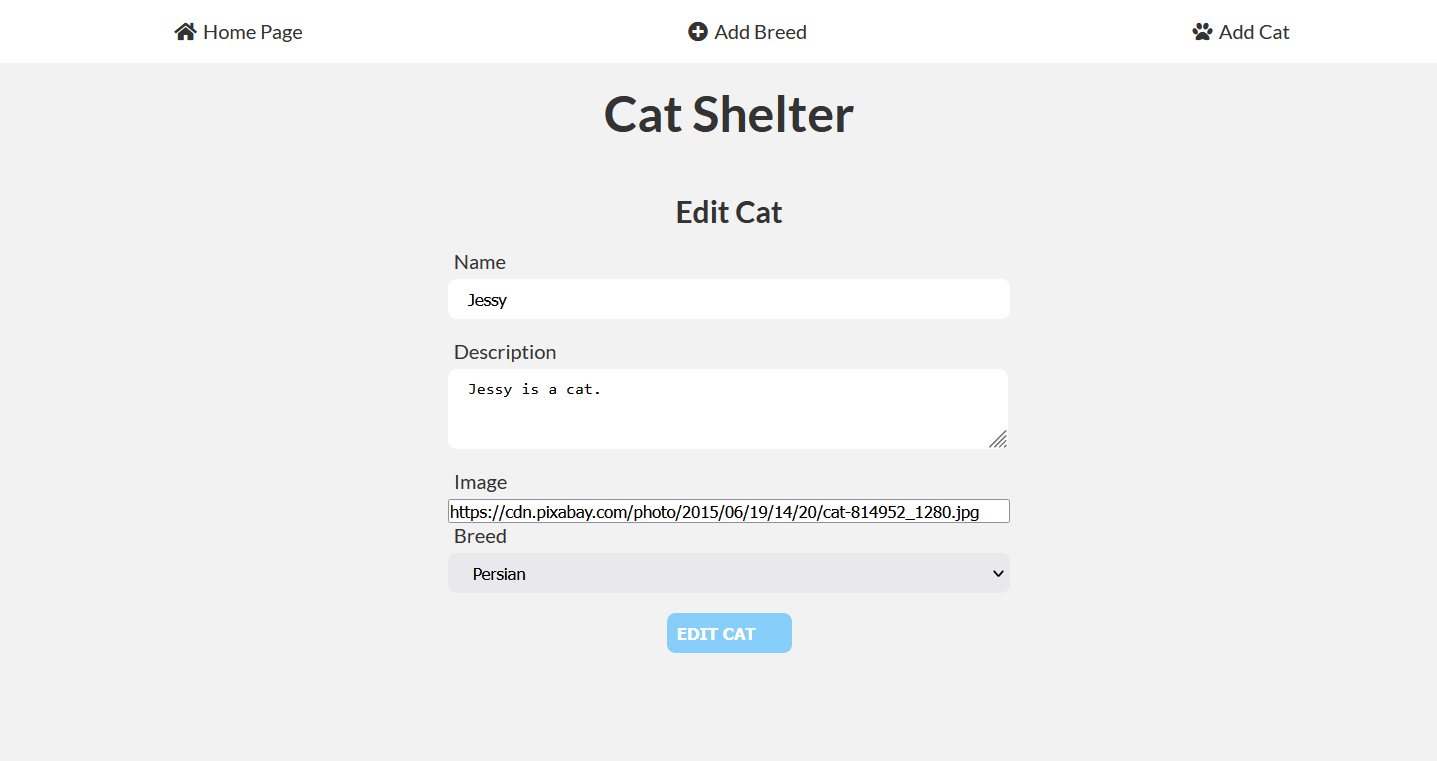 Home Page Add Breed Add Cat
Cat Shelter
Edit Cat
Name
Jessy
Description
Jessy is a cat.
Image
https://cdn.pixabay.com/photo/2015/06/19/14/20/cat-814952_1280.jpg
Breed
Persian
EDIT CAT